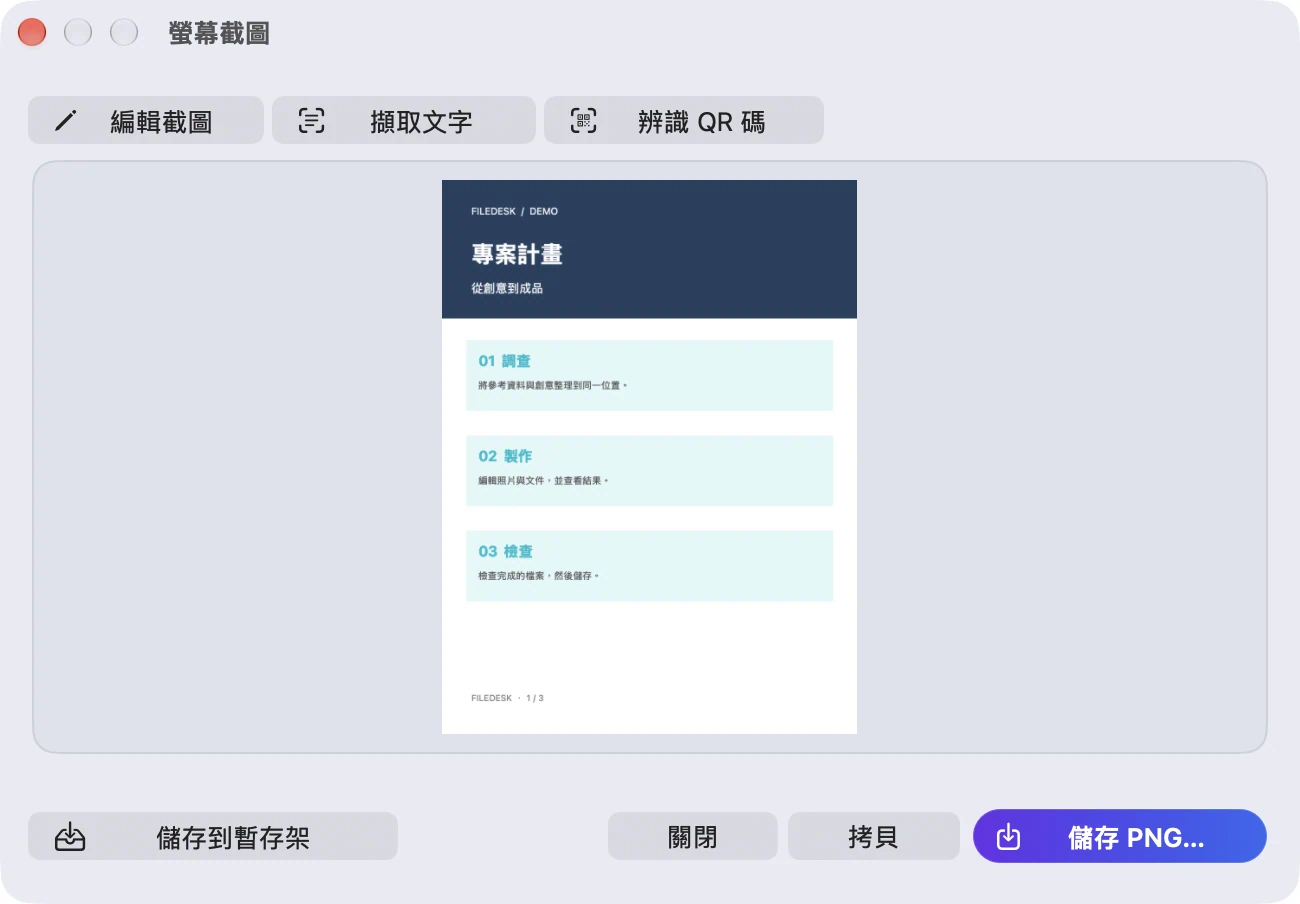 螢幕截圖
編輯截圖
擷取文字
辨識 QR 碼
FILEDESK / DEMO
專案計畫
從創意到成品
01 調查
將參考資料與創意整理到同一位置。
02 製作
編輯照片與文件，並查看結果。
03 檢查
檢查完成的檔案，然後儲存。
FILEDESK · 1 / 3
儲存到暫存架
關閉
拷貝
儲存 PNG...